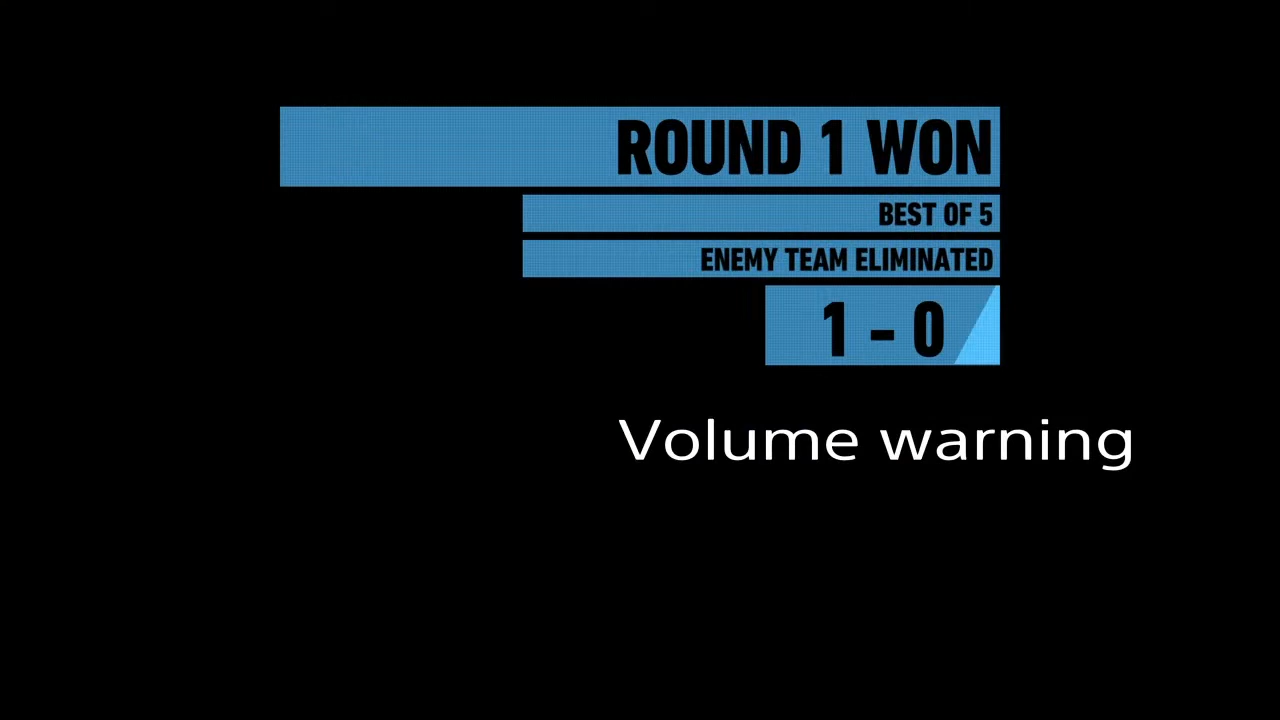 ROUND 1 WON
BEST OF 5
ENEMY TEAM ELIMINATED
1 - 0
Volume warning